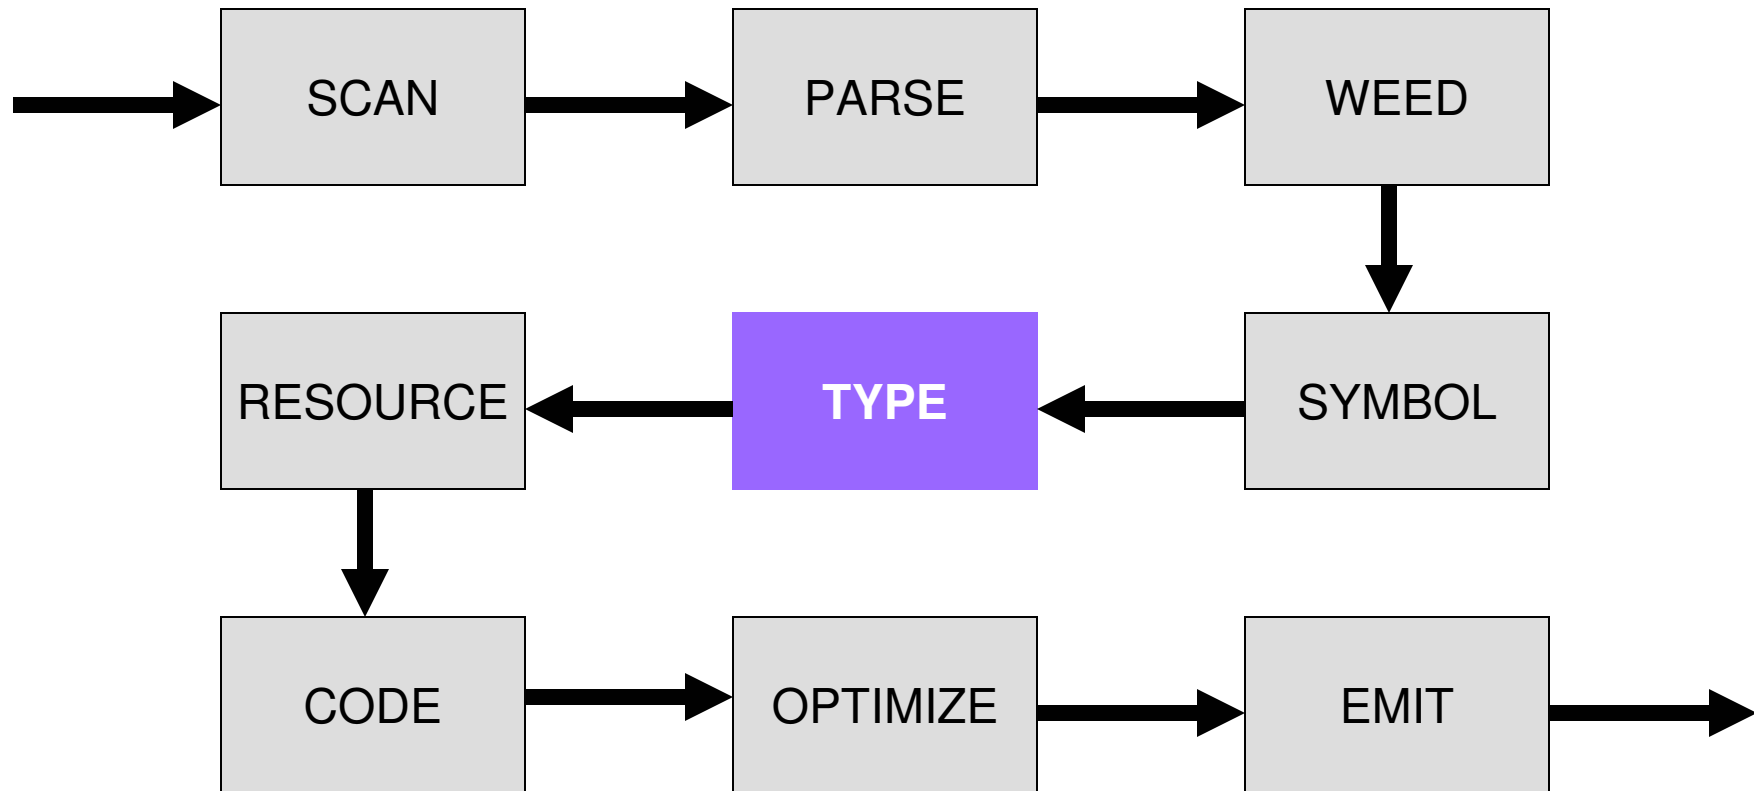 SCAN
PARSE
WEED
RESOURCE
TYPE
SYMBOL
CODE
OPTIMIZE
EMIT